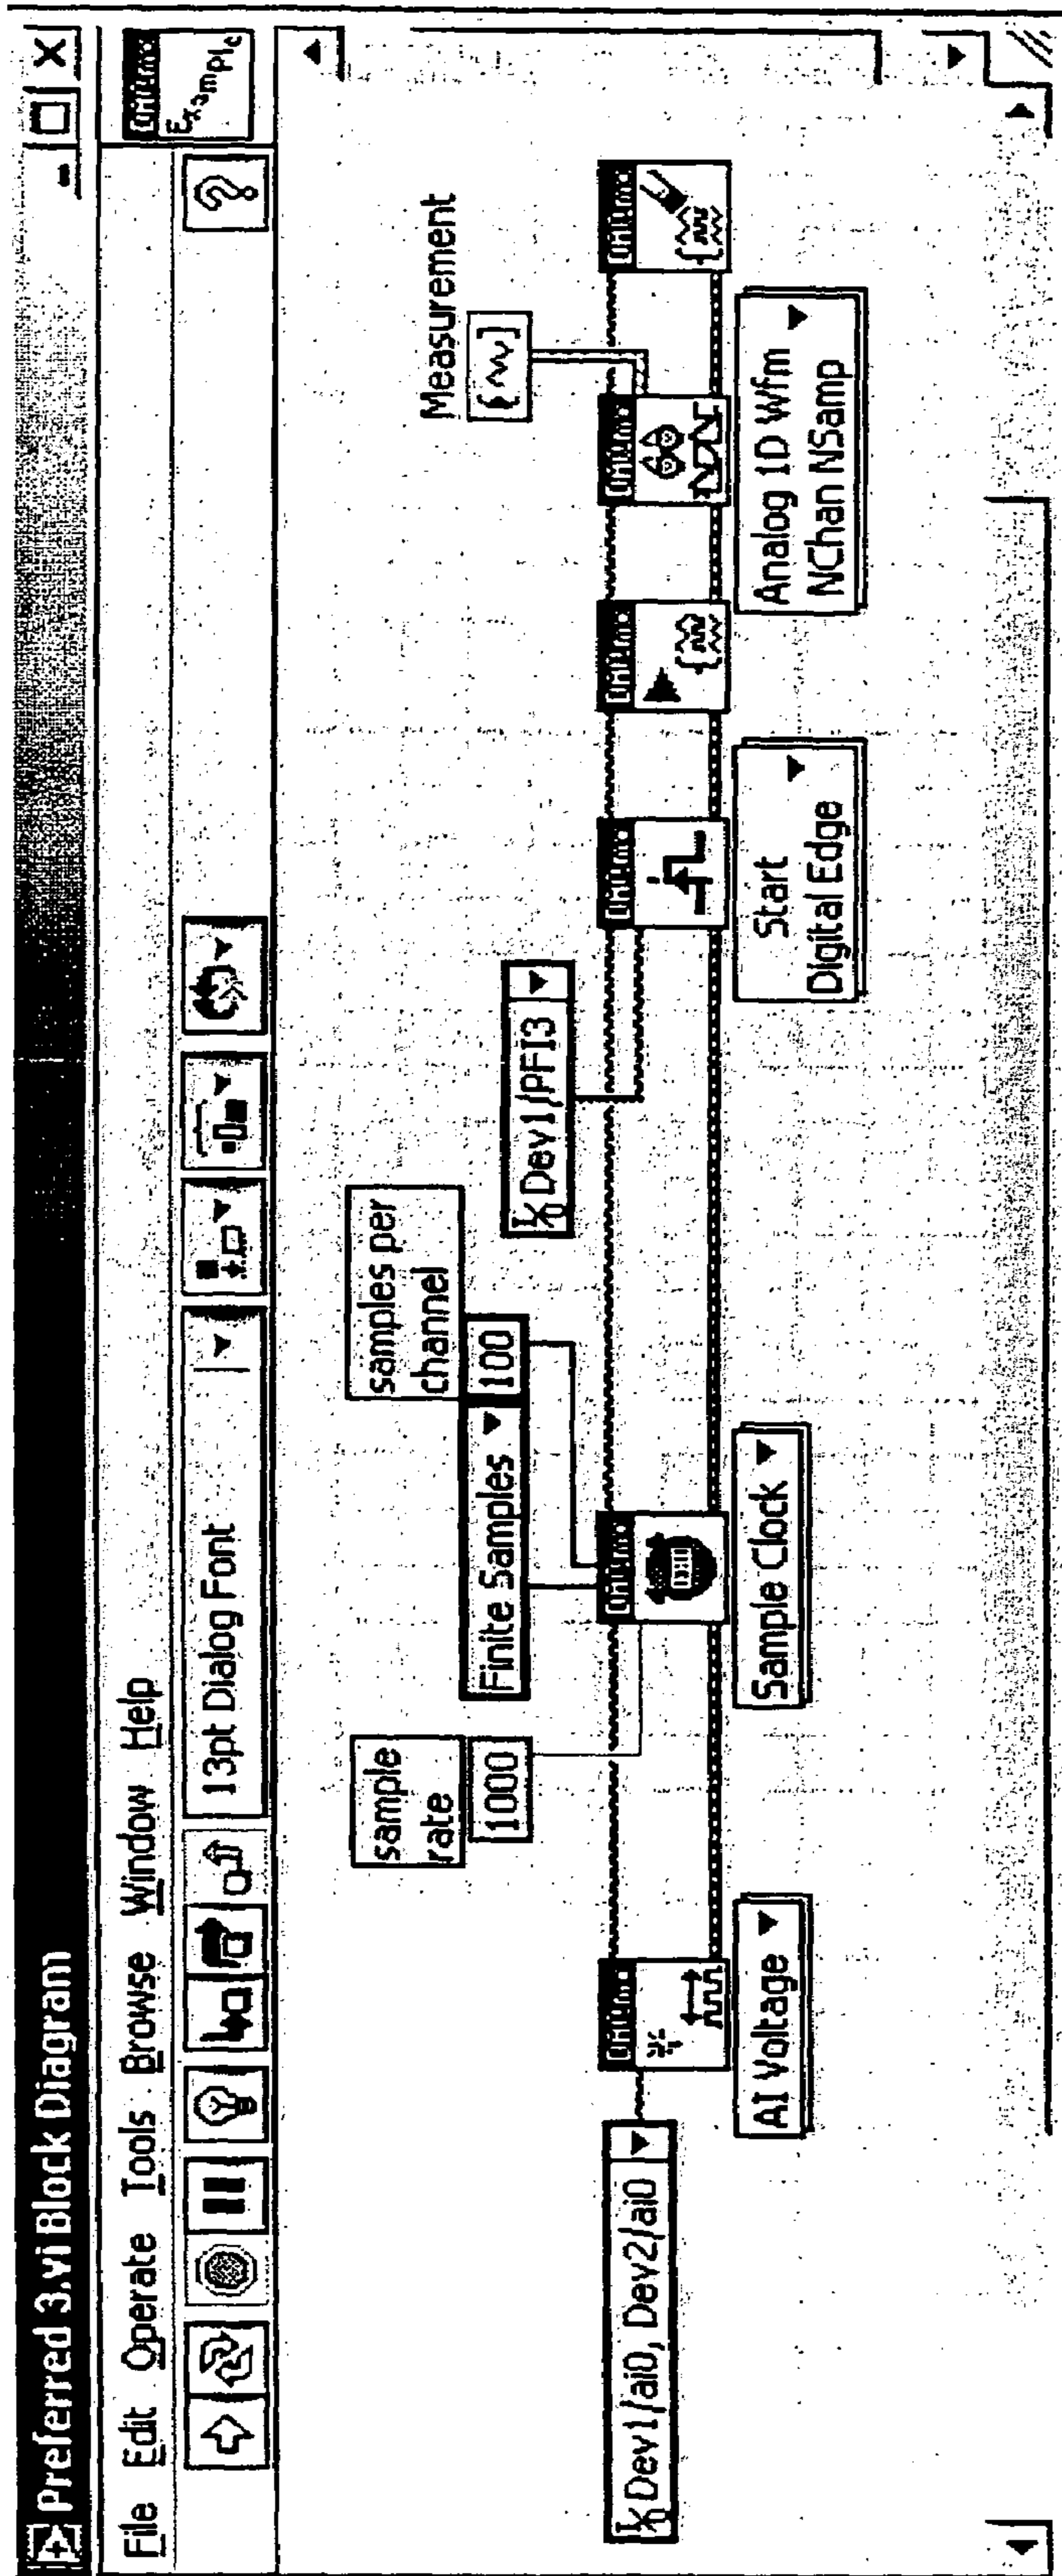 Preferred 3.vi Block Diagram
File Edit Operate Tools Browse Window Help
13pt Dialog Font
Example
sample
rate
1000
samples per
channel
Finite Samples
100
Dev1/PFI3
Measurement
Dev1/ai0, Dev2/ai0
AI Voltage
Sample Clock
Start
Digital Edge
Analog 1D Wfm
NChan NSamp